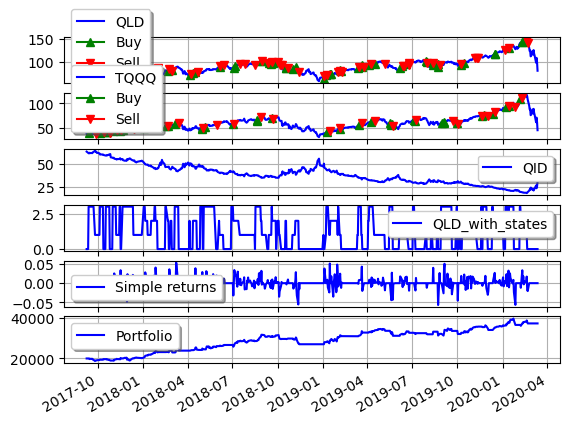 QLD
Buy
Sell
150
100
TQQQ
Buy
Sell
100
50
QID
50
25
QLD_with_states
2.5
0.0
Simple returns
0.05
0.00
−0.05
Portfolio
40000
20000
2017-10
2018-01
2018-04
2018-07
2018-10
2019-01
2019-04
2019-07
2019-10
2020-01
2020-04